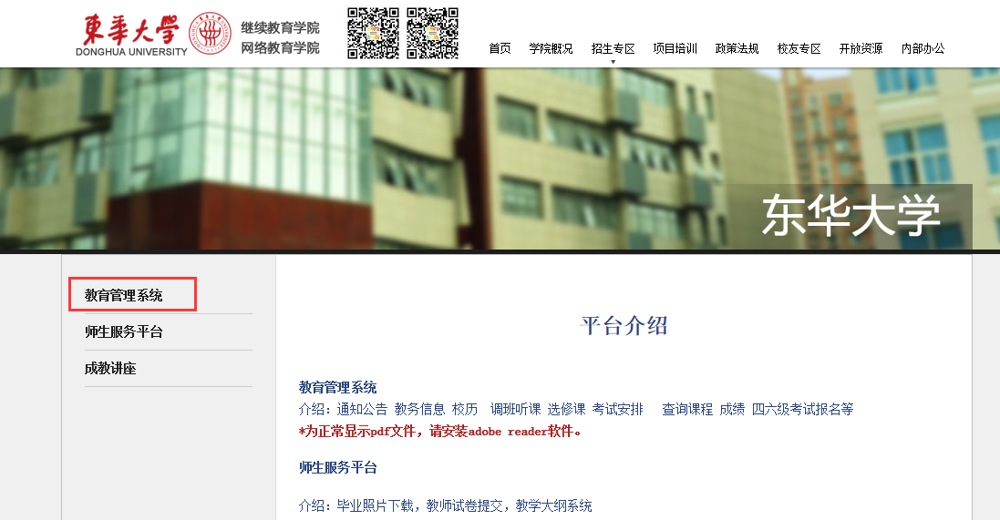 東華大學
DONGHUA UNIVERSITY
继续教育学院
网络教育学院
首页 学院概况 招生专区 项目培训 政策法规 校友专区 开放资源 内部办公
东华大学
教育管理系统
师生服务平台
成教讲座
平台介绍
教育管理系统
介绍：通知公告 教务信息 校历 调班听课 选修课 考试安排 查询课程 成绩 四六级考试报名等
*为正常显示pdf文件，请安装adobe reader软件。
师生服务平台
介绍：毕业照片下载，教师试卷提交，教学大纲系统